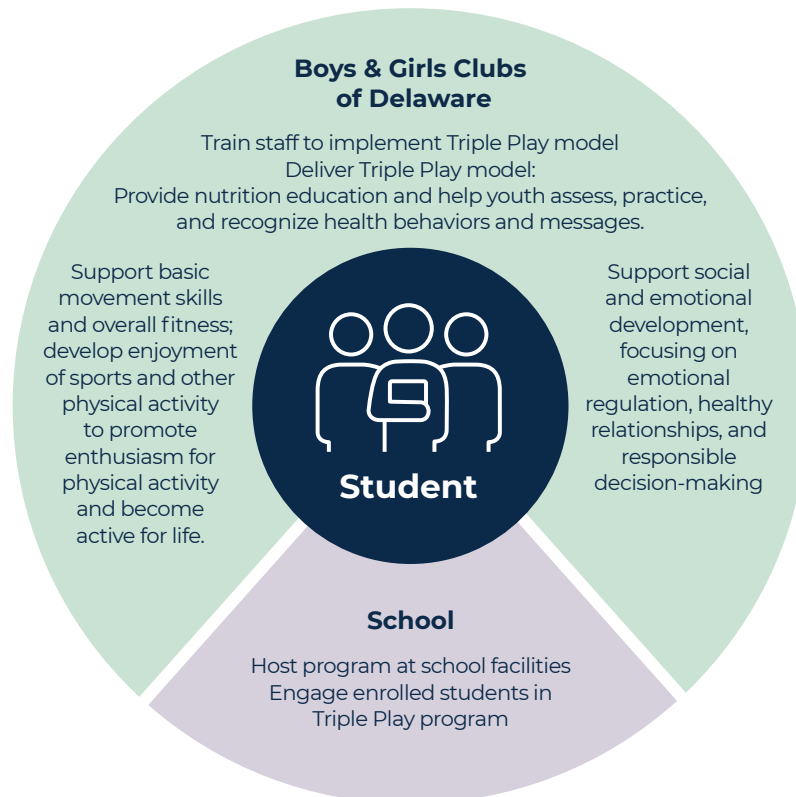 Boys & Girls Clubs
of Delaware
Train staff to implement Triple Play model
Deliver Triple Play model:
Provide nutrition education and help youth assess, practice,
and recognize health behaviors and messages.
Support basic
movement skills
and overall fitness;
develop enjoyment
of sports and other
physical activity
to promote
enthusiasm for
physical activity
and become
active for life.
Support social
and emotional
development,
focusing on
emotional
regulation, healthy
relationships, and
responsible
decision-making
Student
School
Host program at school facilities
Engage enrolled students in
Triple Play program